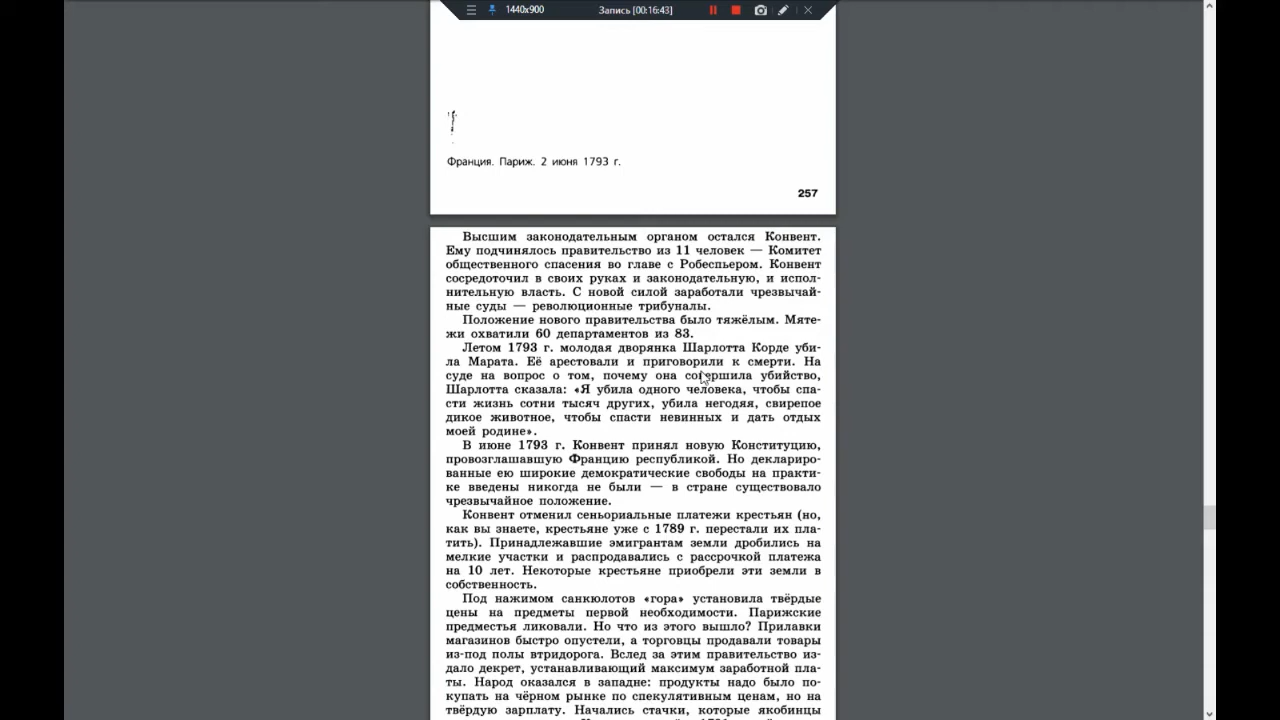 1440x900 Запись [00:16:43]
Франция. Париж. 2 июня 1793 г.
257
Высшим законодательным органом остался Конвент.
Ему подчинялось правительство из 11 человек — Комитет
общественного спасения во главе с Робеспьером. Конвент
сосредоточил в своих руках и законодательную, и испол-
нительную власть. С новой силой заработали чрезвычай-
ные суды — революционные трибуналы.
Положение нового правительства было тяжёлым. Мяте-
жи охватили 60 департаментов из 83.
Летом 1793 г. молодая дворянка Шарлотта Корде уби-
ла Марата. Её арестовали и приговорили к смерти. На
суде на вопрос о том, почему она совершила убийство,
Шарлотта сказала: «Я убила одного человека, чтобы спа-
сти жизнь сотни тысяч других, убила негодяя, свирепое
дикое животное, чтобы спасти невинных и дать отдых
моей родине».
В июне 1793 г. Конвент принял новую Конституцию,
провозглашавшую Францию республикой. Но деклариро-
ванные ею широкие демократические свободы на практи-
ке введены никогда не были — в стране существовало
чрезвычайное положение.
Конвент отменил сеньориальные платежи крестьян (но,
как вы знаете, крестьяне уже с 1789 г. перестали их пла-
тить). Принадлежавшие эмигрантам земли дробились на
мелкие участки и распродавались с рассрочкой платежа
на 10 лет. Некоторые крестьяне приобрели эти земли в
собственность.
Под нажимом санкюлотов «гора» установила твёрдые
цены на предметы первой необходимости. Парижские
предместья ликовали. Но что из этого вышло? Прилавки
магазинов быстро опустели, а торговцы продавали товары
из-под полы втридорога. Вслед за этим правительство из-
дало декрет, устанавливающий максимум заработной пла-
ты. Народ оказался в западне: продукты надо было по-
купать на чёрном рынке по спекулятивным ценам, но на
твёрдую зарплату. Начались стачки, которые якобинцы